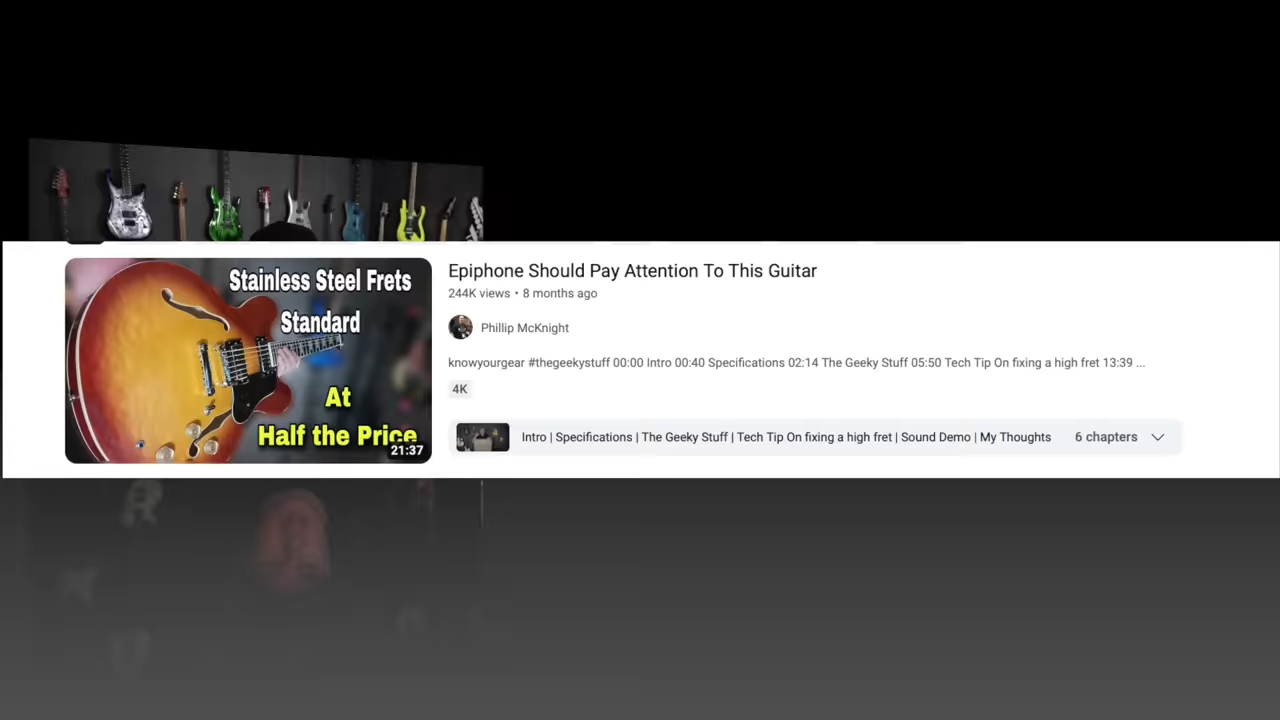 Stainless Steel Frets
Standard
At
Half the Price
21:37
Epiphone Should Pay Attention To This Guitar
244K views • 8 months ago
Phillip McKnight
knowyourgear #thegeekystuff 00:00 Intro 00:40 Specifications 02:14 The Geeky Stuff 05:50 Tech Tip On fixing a high fret 13:39 ...
4K
Intro | Specifications | The Geeky Stuff | Tech Tip On fixing a high fret | Sound Demo | My Thoughts
6 chapters